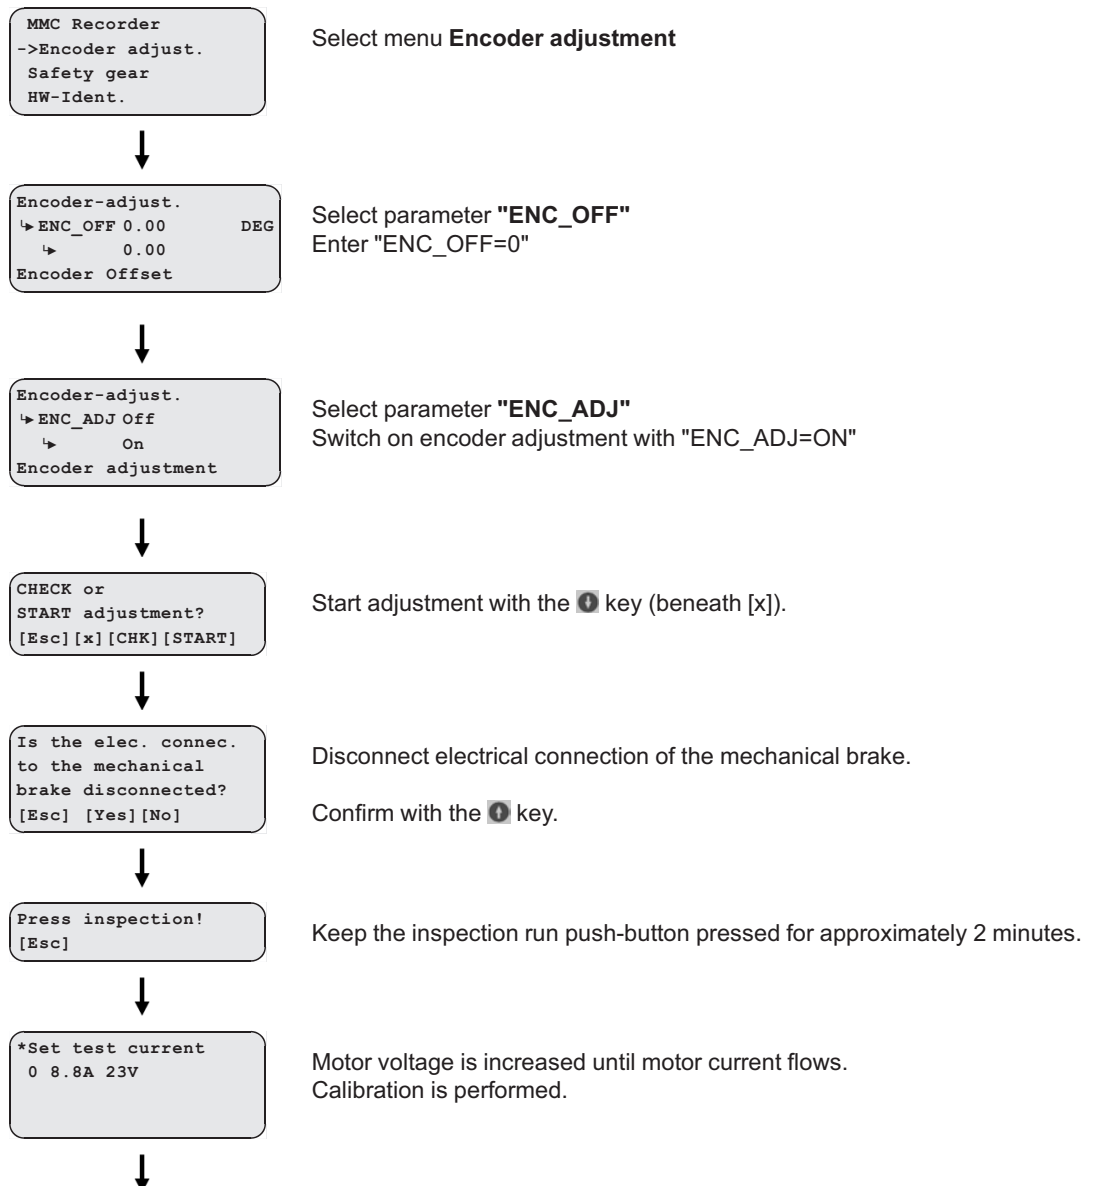 MMC Recorder
->Encoder adjust.
Safety gear
HW-Ident.
Select menu Encoder adjustment
Encoder-adjust.
↳ENC_OFF 0.00 DEG
↳ 0.00
Encoder Offset
Select parameter "ENC_OFF"
Enter "ENC_OFF=0"
Encoder-adjust.
↳ENC_ADJ Off
↳ On
Encoder adjustment
Select parameter "ENC_ADJ"
Switch on encoder adjustment with "ENC_ADJ=ON"
CHECK or
START adjustment?
[Esc][x][CHK][START]
Start adjustment with the ⬇ key (beneath [x]).
Is the elec. connec.
to the mechanical
brake disconnected?
[Esc] [Yes][No]
Disconnect electrical connection of the mechanical brake.
Confirm with the ⬆ key.
Press inspection!
[Esc]
Keep the inspection run push-button pressed for approximately 2 minutes.
*Set test current
0 8.8A 23V
Motor voltage is increased until motor current flows.
Calibration is performed.